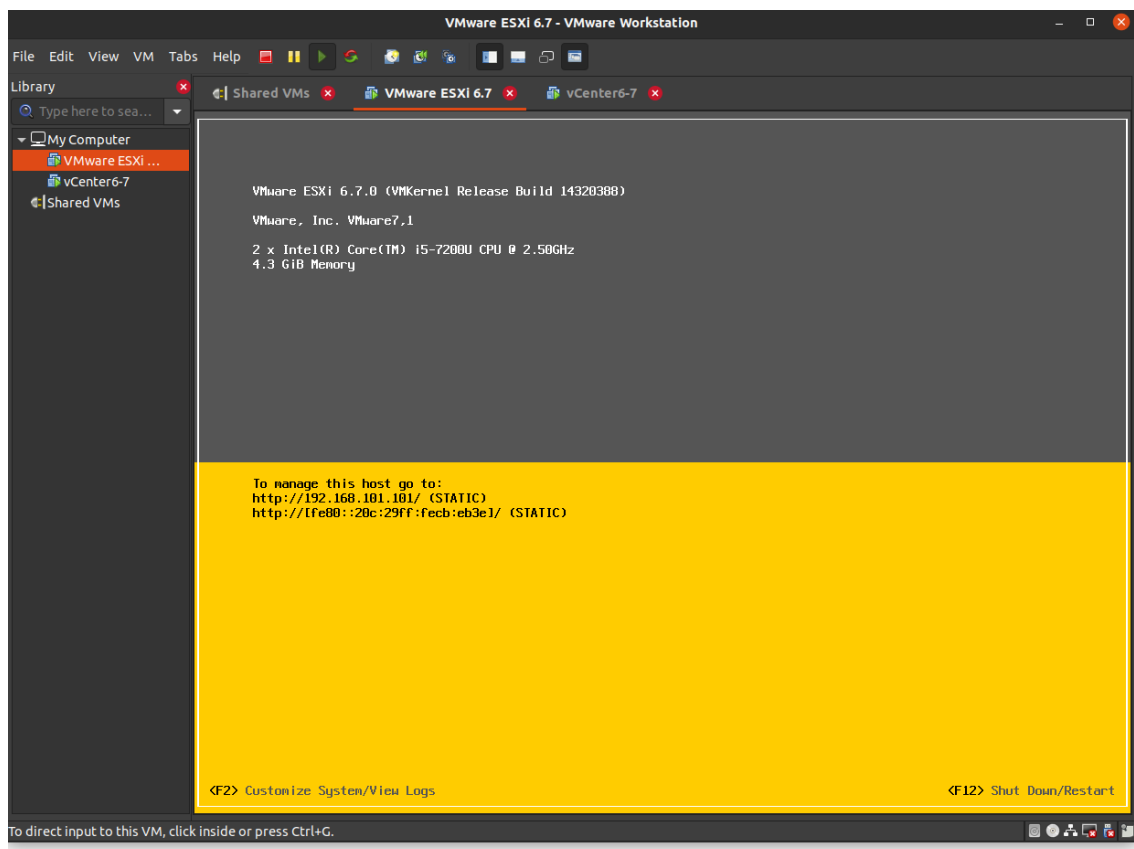 VMware ESXi 6.7 - VMware Workstation
File Edit View VM Tabs Help
Library
Type here to sea...
My Computer
VMware ESXi ...
vCenter6-7
Shared VMs
Shared VMs
VMware ESXi 6.7
vCenter6-7
VMware ESXi 6.7.0 (VMKernel Release Build 14320388)
VMware, Inc. VMware7,1
2 x Intel(R) Core(TM) i5-7200U CPU @ 2.50GHz
4.3 GiB Memory
To manage this host go to:
http://192.168.101.101/ (STATIC)
http://[fe80::20c:29ff:fecb:eb3e]/ (STATIC)
<F2> Customize System/View Logs
<F12> Shut Down/Restart
To direct input to this VM, click inside or press Ctrl+G.